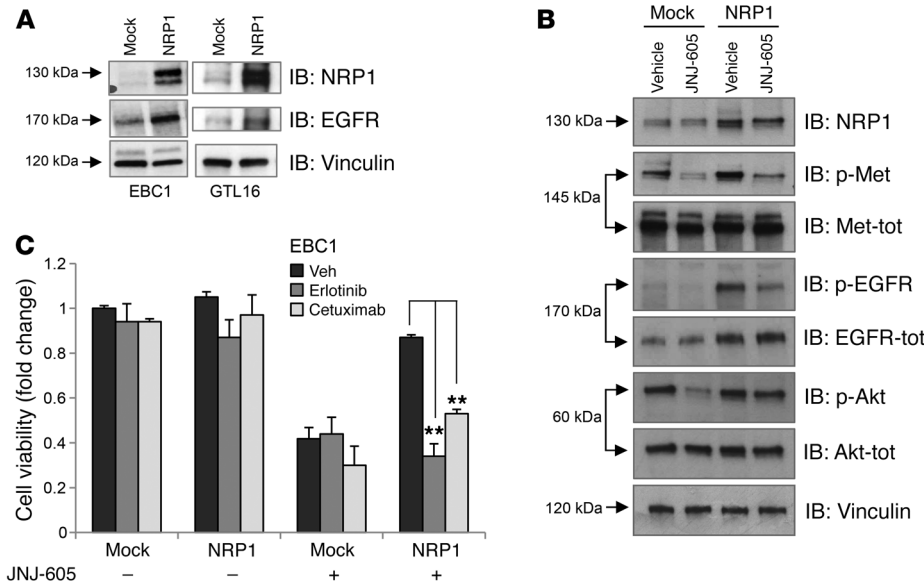 A
Mock
NRP1
Mock
NRP1
130 kDa
IB: NRP1
170 kDa
IB: EGFR
120 kDa
IB: Vinculin
EBC1
GTL16
B
Mock
NRP1
Vehicle
JNJ-605
Vehicle
JNJ-605
130 kDa
IB: NRP1
IB: p-Met
145 kDa
IB: Met-tot
IB: p-EGFR
170 kDa
IB: EGFR-tot
IB: p-Akt
60 kDa
IB: Akt-tot
120 kDa
IB: Vinculin
C
EBC1
Veh
Erlotinib
Cetuximab
Cell viability (fold change)
1.2
1
0.8
0.6
0.4
0.2
0
**
**
Mock
NRP1
Mock
NRP1
JNJ-605 – – + +